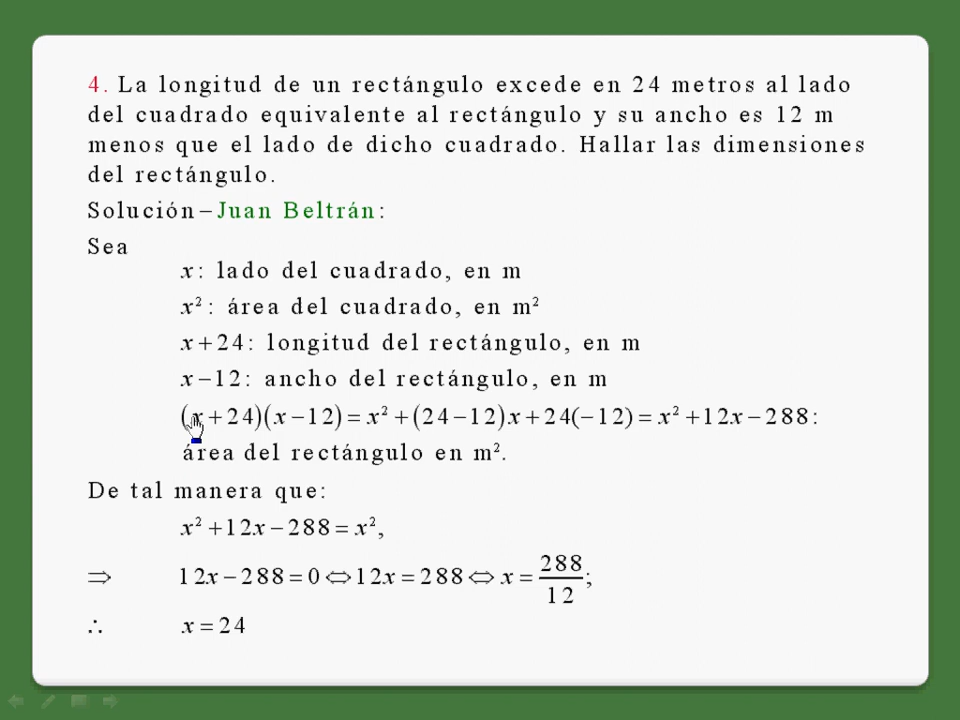 4. La longitud de un rectángulo excede en 24 metros al lado
del cuadrado equivalente al rectángulo y su ancho es 12 m
menos que el lado de dicho cuadrado. Hallar las dimensiones
del rectángulo.
Solución–Juan Beltrán:
Sea
x: lado del cuadrado, en m
x²: área del cuadrado, en m²
x+24: longitud del rectángulo, en m
x−12: ancho del rectángulo, en m
(x+24)(x−12)=x²+(24−12)x+24(−12)=x²+12x−288:
área del rectángulo en m².
De tal manera que:
x²+12x−288=x²,
⇒ 12x−288=0⇔12x=288⇔x=288/12;
∴ x=24